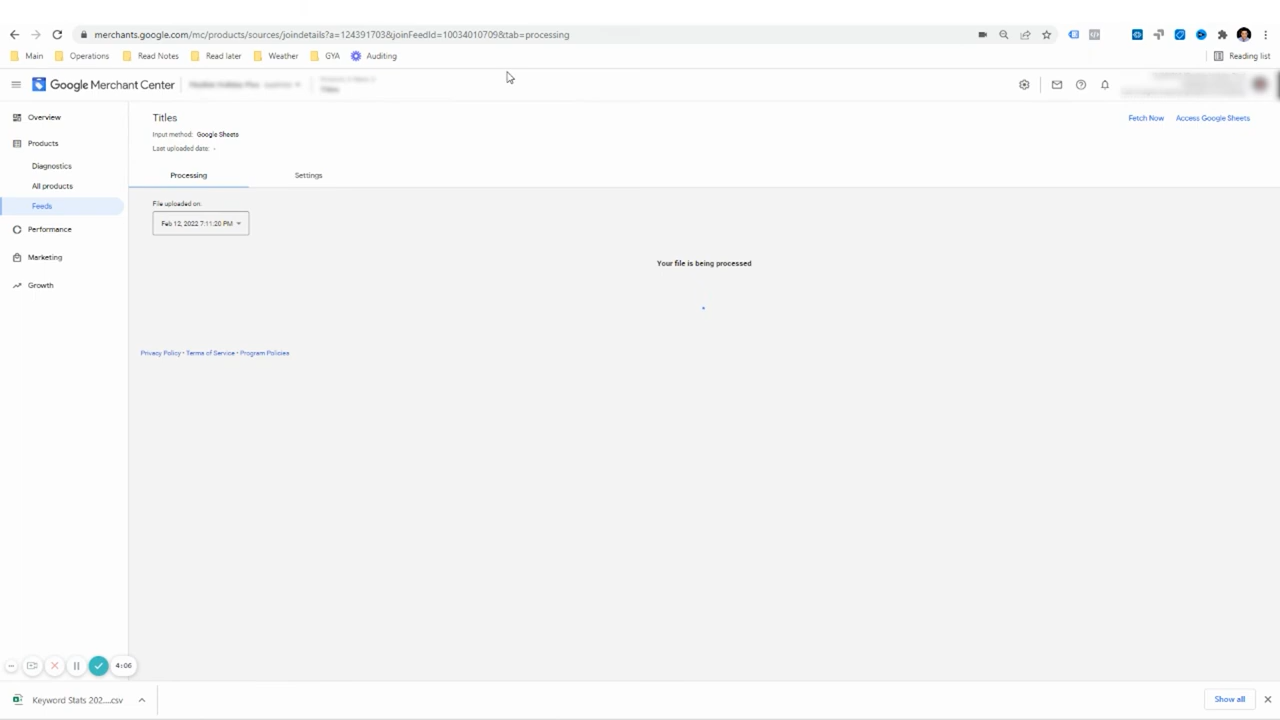 merchants.google.com/mc/products/sources/joindetails?a=124391703&joinFeedId=10034010709&tab=processing
Main Operations Read Notes Read later Weather GYA Auditing Reading list
Google Merchant Center
Overview
Products
Diagnostics
All products
Feeds
Performance
Marketing
Growth
Titles
Fetch Now Access Google Sheets
Input method: Google Sheets
Last uploaded date: -
Processing Settings
File uploaded on:
Feb 12, 2022 7:11:20 PM
Your file is being processed
Privacy Policy • Terms of Service • Program Policies
4:06
Keyword Stats 202....csv
Show all